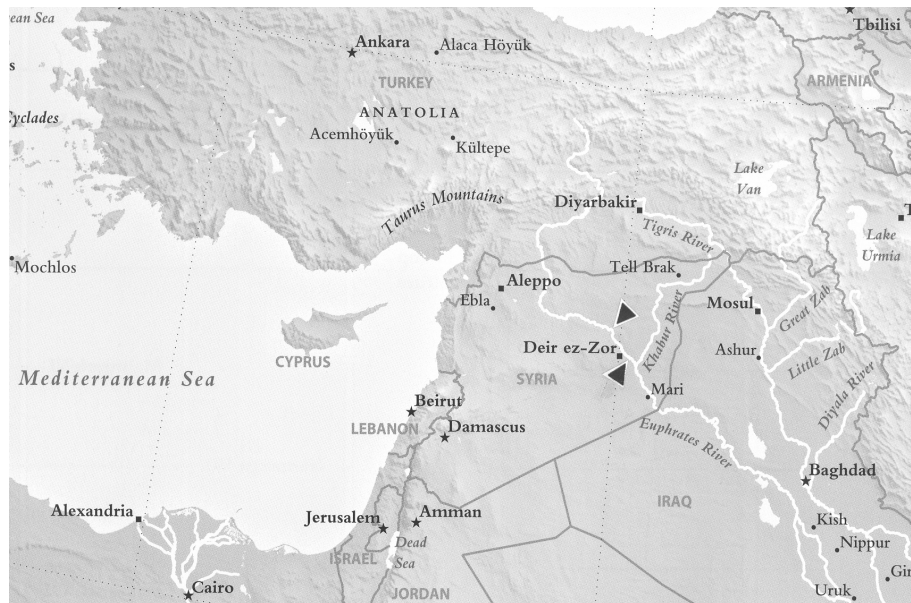 ean Sea
Tbilisi
Ankara
Alaca Höyük
s
TURKEY
ARMENIA
Cyclades
ANATOLIA
Acemhöyük
Kültepe
Lake
Van
Taurus Mountains
Diyarbakir
T
Tigris River
Lake
Urmia
Mochlos
Tell Brak
Aleppo
Ebla
Mosul
Great Zab
Khabur River
CYPRUS
Deir ez-Zor
Ashur
Little Zab
Mediterranean Sea
SYRIA
Mari
Diyala River
Beirut
LEBANON
Damascus
Euphrates River
Baghdad
Alexandria
Jerusalem
Amman
IRAQ
Kish
Dead
Sea
Nippur
ISRAEL
Cairo
JORDAN
Uruk
Gir